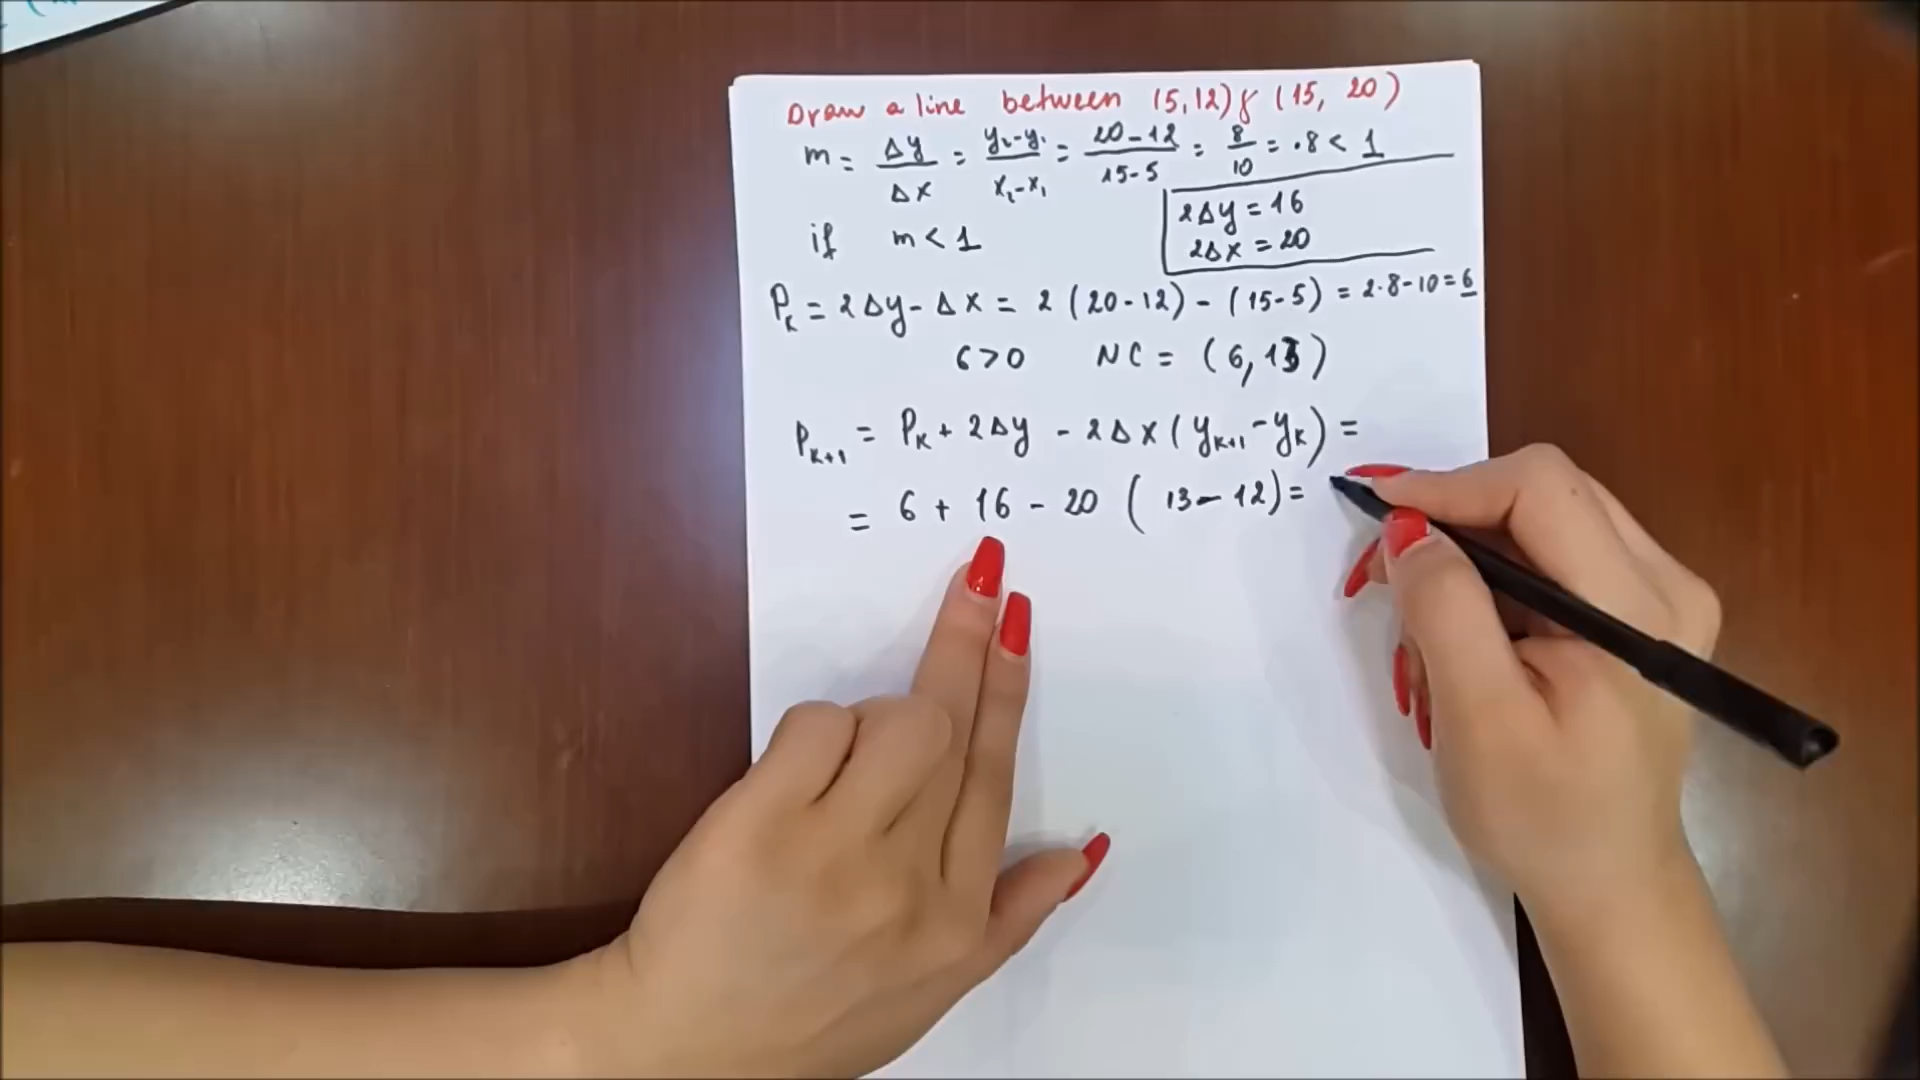 Draw a line between (5,12) & (15, 20)
m = Δy/Δx = y₂-y₁/x₂-x₁ = 20-12/15-5 = 8/10 = .8 < 1
2Δy = 16
if m < 1
2Δx = 20
Pₖ = 2Δy - Δx = 2 (20-12) - (15-5) = 2·8-10 = 6
6>0 NC = (6,13)
Pₖ₊₁ = Pₖ + 2Δy - 2Δx (yₖ₊₁ - yₖ) =
= 6 + 16 - 20 ( 13 - 12) =